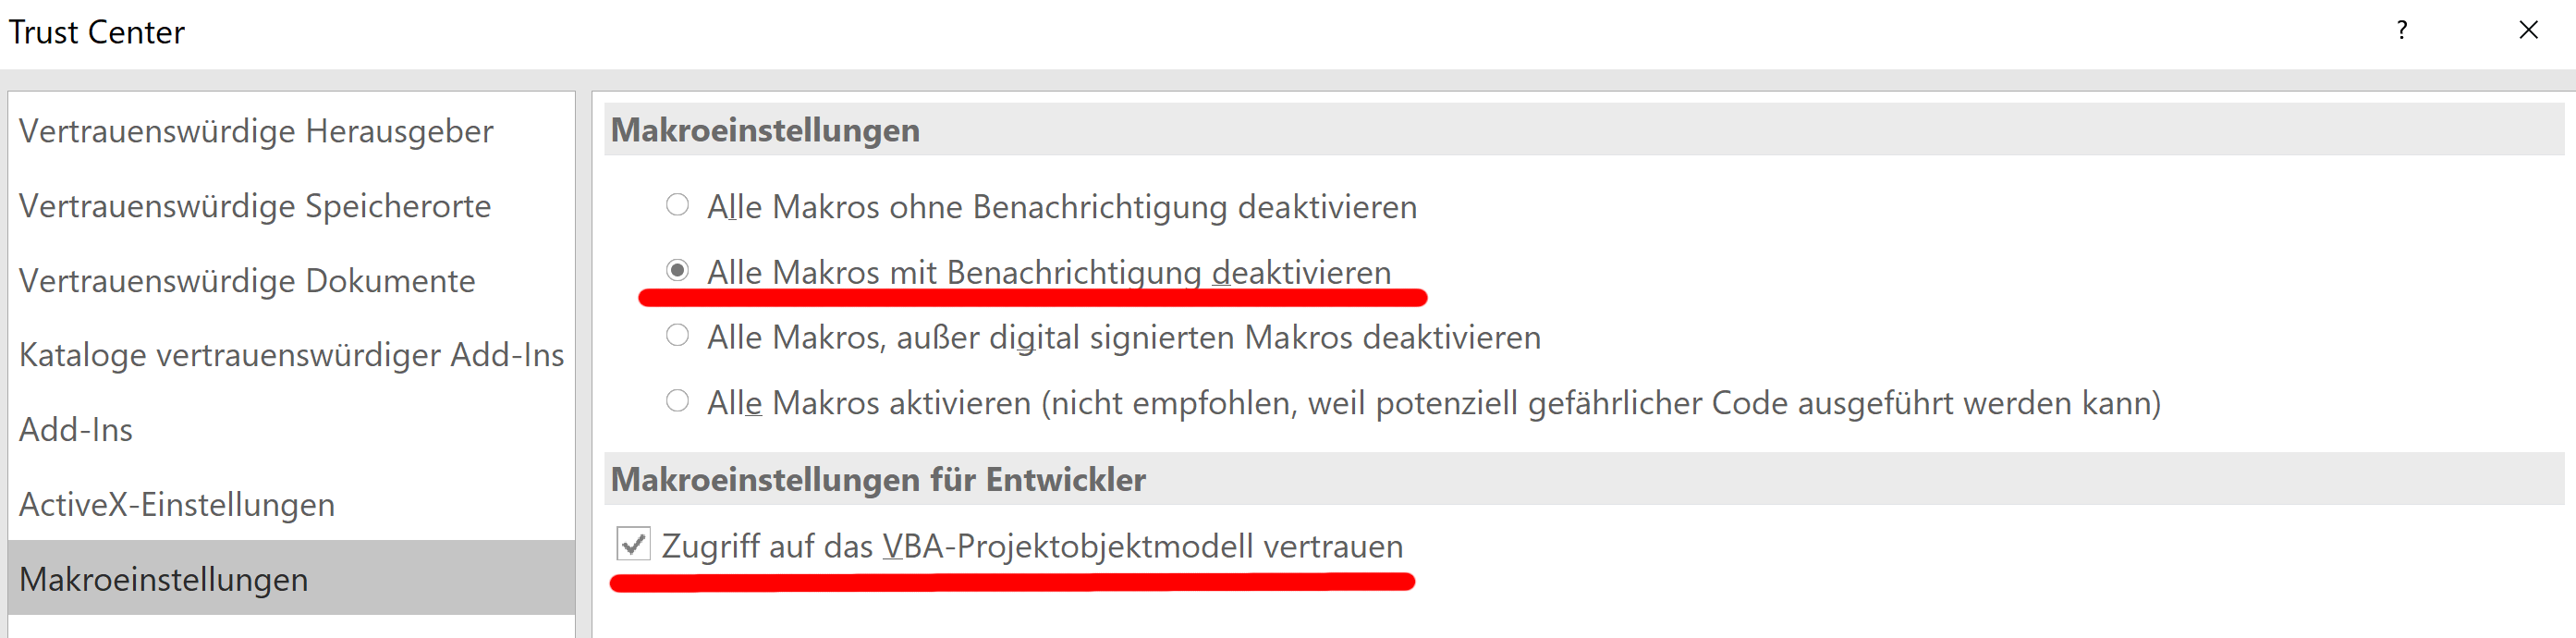 Trust Center
?
Vertrauenswürdige Herausgeber
Vertrauenswürdige Speicherorte
Vertrauenswürdige Dokumente
Kataloge vertrauenswürdiger Add-Ins
Add-Ins
ActiveX-Einstellungen
Makroeinstellungen
Makroeinstellungen
Alle Makros ohne Benachrichtigung deaktivieren
Alle Makros mit Benachrichtigung deaktivieren
Alle Makros, außer digital signierten Makros deaktivieren
Alle Makros aktivieren (nicht empfohlen, weil potenziell gefährlicher Code ausgeführt werden kann)
Makroeinstellungen für Entwickler
Zugriff auf das VBA-Projektobjektmodell vertrauen